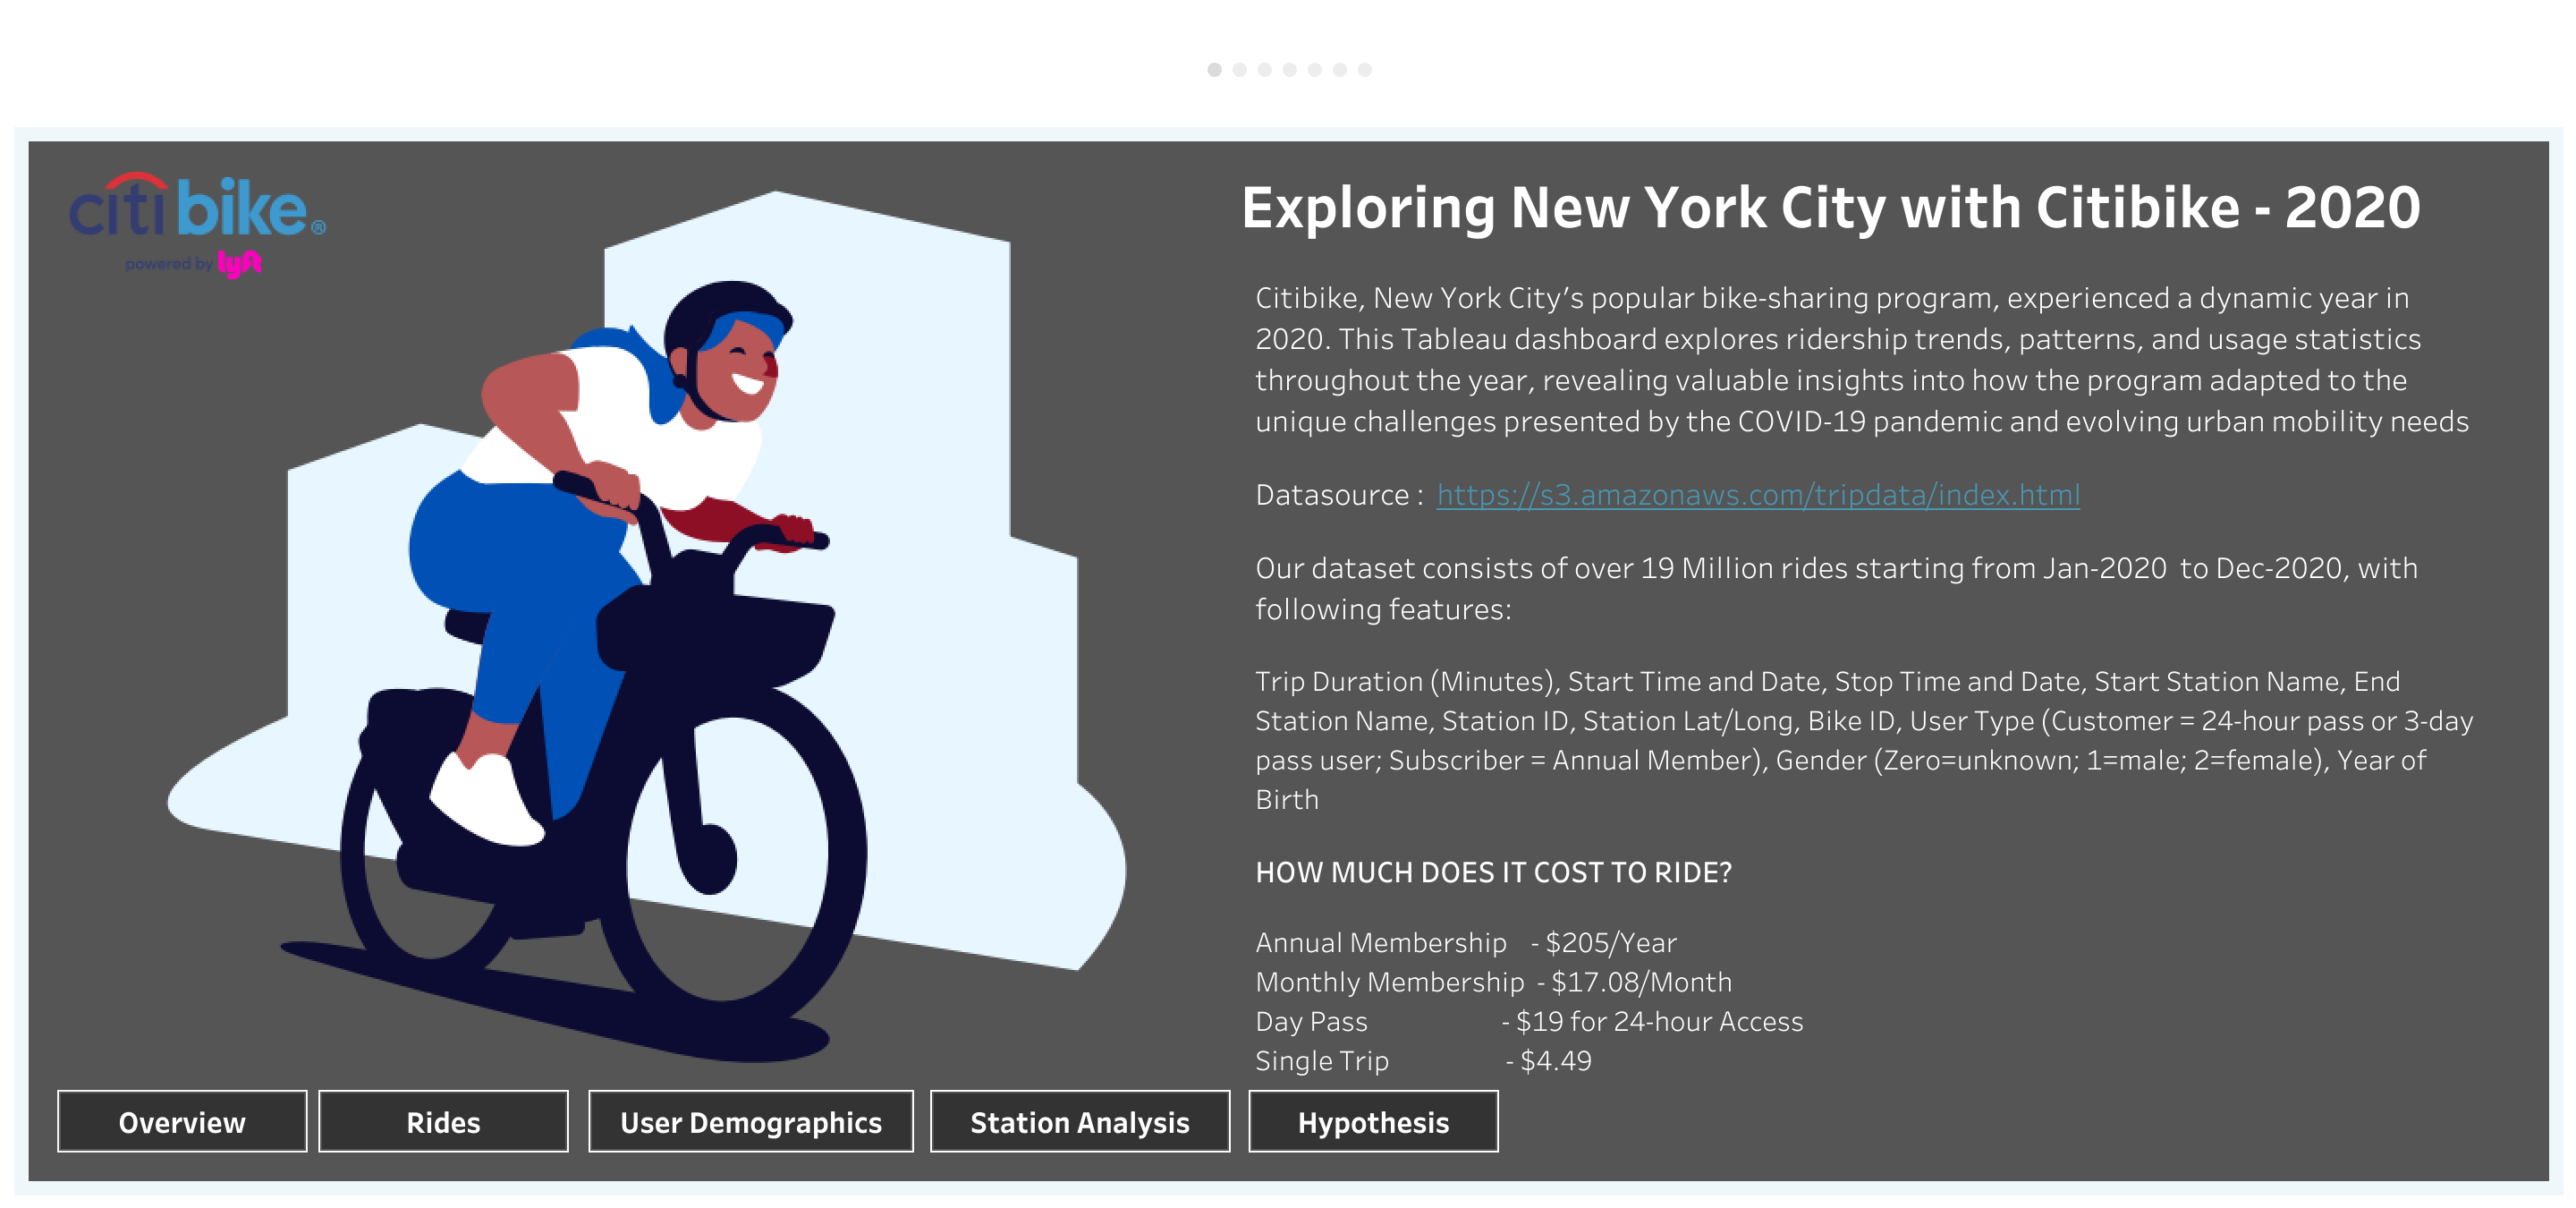 citi bike®
powered by lyft
Exploring New York City with Citibike - 2020
Citibike, New York City’s popular bike-sharing program, experienced a dynamic year in
2020. This Tableau dashboard explores ridership trends, patterns, and usage statistics
throughout the year, revealing valuable insights into how the program adapted to the
unique challenges presented by the COVID-19 pandemic and evolving urban mobility needs
Datasource : https://s3.amazonaws.com/tripdata/index.html
Our dataset consists of over 19 Million rides starting from Jan-2020 to Dec-2020, with
following features:
Trip Duration (Minutes), Start Time and Date, Stop Time and Date, Start Station Name, End
Station Name, Station ID, Station Lat/Long, Bike ID, User Type (Customer = 24-hour pass or 3-day
pass user; Subscriber = Annual Member), Gender (Zero=unknown; 1=male; 2=female), Year of
Birth
HOW MUCH DOES IT COST TO RIDE?
Annual Membership - $205/Year
Monthly Membership - $17.08/Month
Day Pass - $19 for 24-hour Access
Single Trip - $4.49
Overview
Rides
User Demographics
Station Analysis
Hypothesis